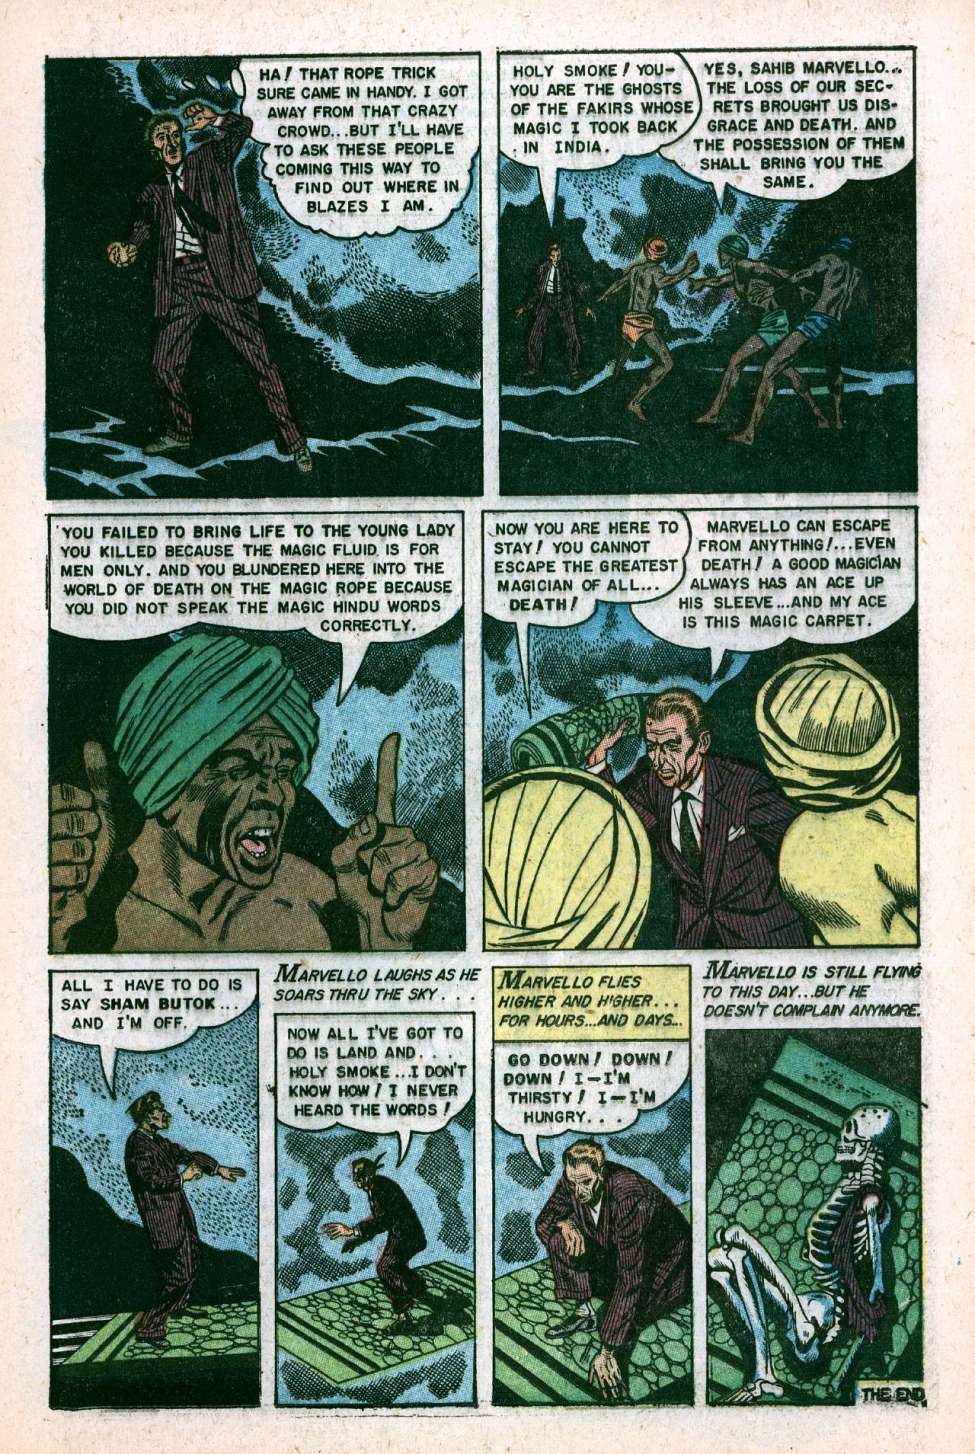 HA! THAT ROPE TRICK
SURE CAME IN HANDY. I GOT
AWAY FROM THAT CRAZY
CROWD...BUT I'LL HAVE
TO ASK THESE PEOPLE
COMING THIS WAY TO
FIND OUT WHERE IN
BLAZES I AM.
HOLY SMOKE! YOU-
YOU ARE THE GHOSTS
OF THE FAKIRS WHOSE
MAGIC I TOOK BACK
IN INDIA.
YES, SAHIB MARVELLO...
THE LOSS OF OUR SEC-
RETS BROUGHT US DIS-
GRACE AND DEATH. AND
THE POSSESSION OF THEM
SHALL BRING YOU THE
SAME.
YOU FAILED TO BRING LIFE TO THE YOUNG LADY
YOU KILLED BECAUSE THE MAGIC FLUID IS FOR
MEN ONLY. AND YOU BLUNDERED HERE INTO THE
WORLD OF DEATH ON THE MAGIC ROPE BECAUSE
YOU DID NOT SPEAK THE MAGIC HINDU WORDS
CORRECTLY.
NOW YOU ARE HERE TO
STAY! YOU CANNOT
ESCAPE THE GREATEST
MAGICIAN OF ALL...
DEATH!
MARVELLO CAN ESCAPE
FROM ANYTHING!...EVEN
DEATH! A GOOD MAGICIAN
ALWAYS HAS AN ACE UP
HIS SLEEVE...AND MY ACE
IS THIS MAGIC CARPET.
ALL I HAVE TO DO IS
SAY SHAM BUTOK...
AND I'M OFF.
MARVELLO LAUGHS AS HE
SOARS THRU THE SKY...
NOW ALL I'VE GOT TO
DO IS LAND AND....
HOLY SMOKE...I DON'T
KNOW HOW! I NEVER
HEARD THE WORDS!
MARVELLO FLIES
HIGHER AND HIGHER...
FOR HOURS...AND DAYS...
GO DOWN! DOWN!
DOWN! I-I'M
THIRSTY! I-I'M
HUNGRY...
MARVELLO IS STILL FLYING
TO THIS DAY...BUT HE
DOESN'T COMPLAIN ANYMORE.
THE END